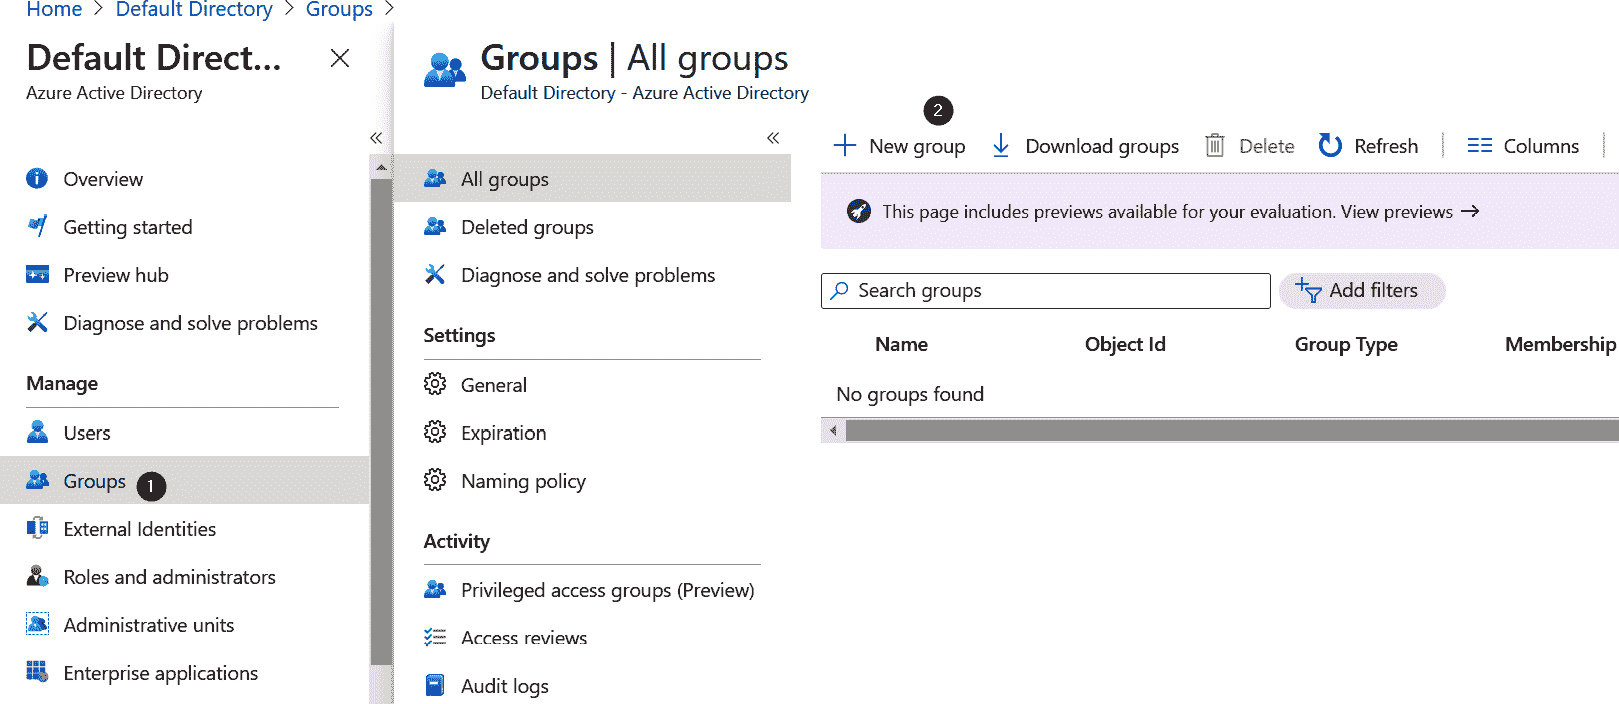 Home > Default Directory > Groups >
Default Direct...
Azure Active Directory
Overview
Getting started
Preview hub
Diagnose and solve problems
Manage
Users
Groups 1
External Identities
Roles and administrators
Administrative units
Enterprise applications
Groups | All groups
Default Directory - Azure Active Directory
All groups
Deleted groups
Diagnose and solve problems
Settings
General
Expiration
Naming policy
Activity
Privileged access groups (Preview)
Access reviews
Audit logs
2
New group Download groups Delete Refresh Columns
This page includes previews available for your evaluation. View previews →
Search groups Add filters
Name Object Id Group Type Membership
No groups found